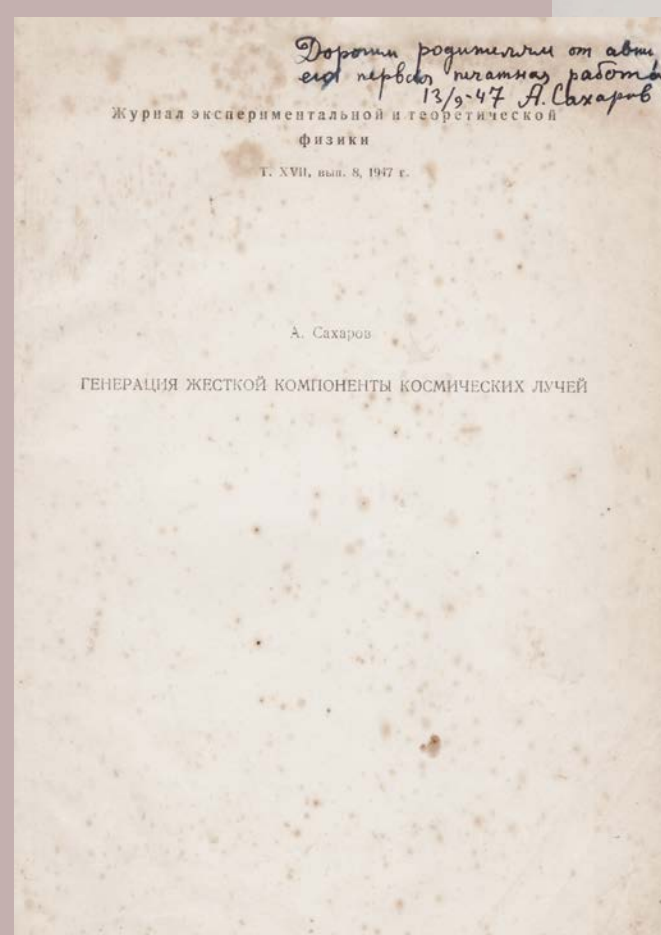 Дорогим родителям от авто
его первая печатная работа
13/9-47 А. Сахаров
Журнал экспериментальной и теоретической
физики
Т. XVII, вып. 8, 1947 г.
А. Сахаров
ГЕНЕРАЦИЯ ЖЕСТКОЙ КОМПОНЕНТЫ КОСМИЧЕСКИХ ЛУЧЕЙ